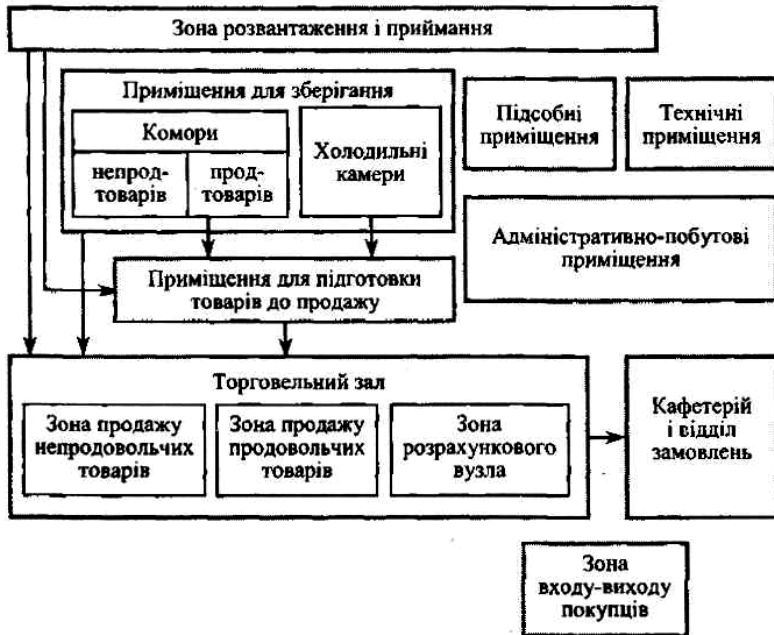 Зона розвантаження і приймання
Приміщення для зберігання
Комори
непрод-
товарів
прод-
товарів
Холодильні
камери
Підсобні
приміщення
Технічні
приміщення
Адміністративно-побутові
приміщення
Приміщення для підготовки
товарів до продажу
Торговельний зал
Зона продажу
непродовольчих
товарів
Зона продажу
продовольчих
товарів
Зона
розрахункового
вузла
Кафетерій
і відділ
замовлень
Зона
входу-виходу
покупців